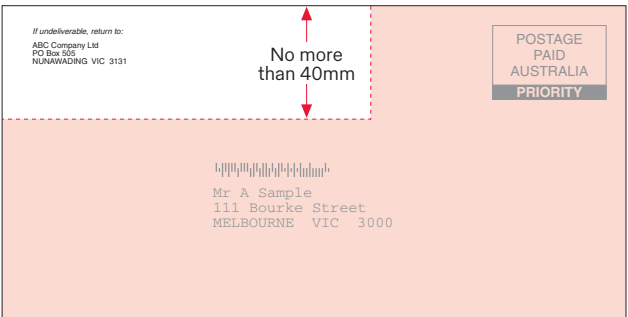 If undeliverable, return to:
ABC Company Ltd
PO Box 505
NUNAWADING  VIC  3131
No more
than 40mm
POSTAGE
PAID
AUSTRALIA
PRIORITY
Mr A Sample
111 Bourke Street
MELBOURNE  VIC   3000